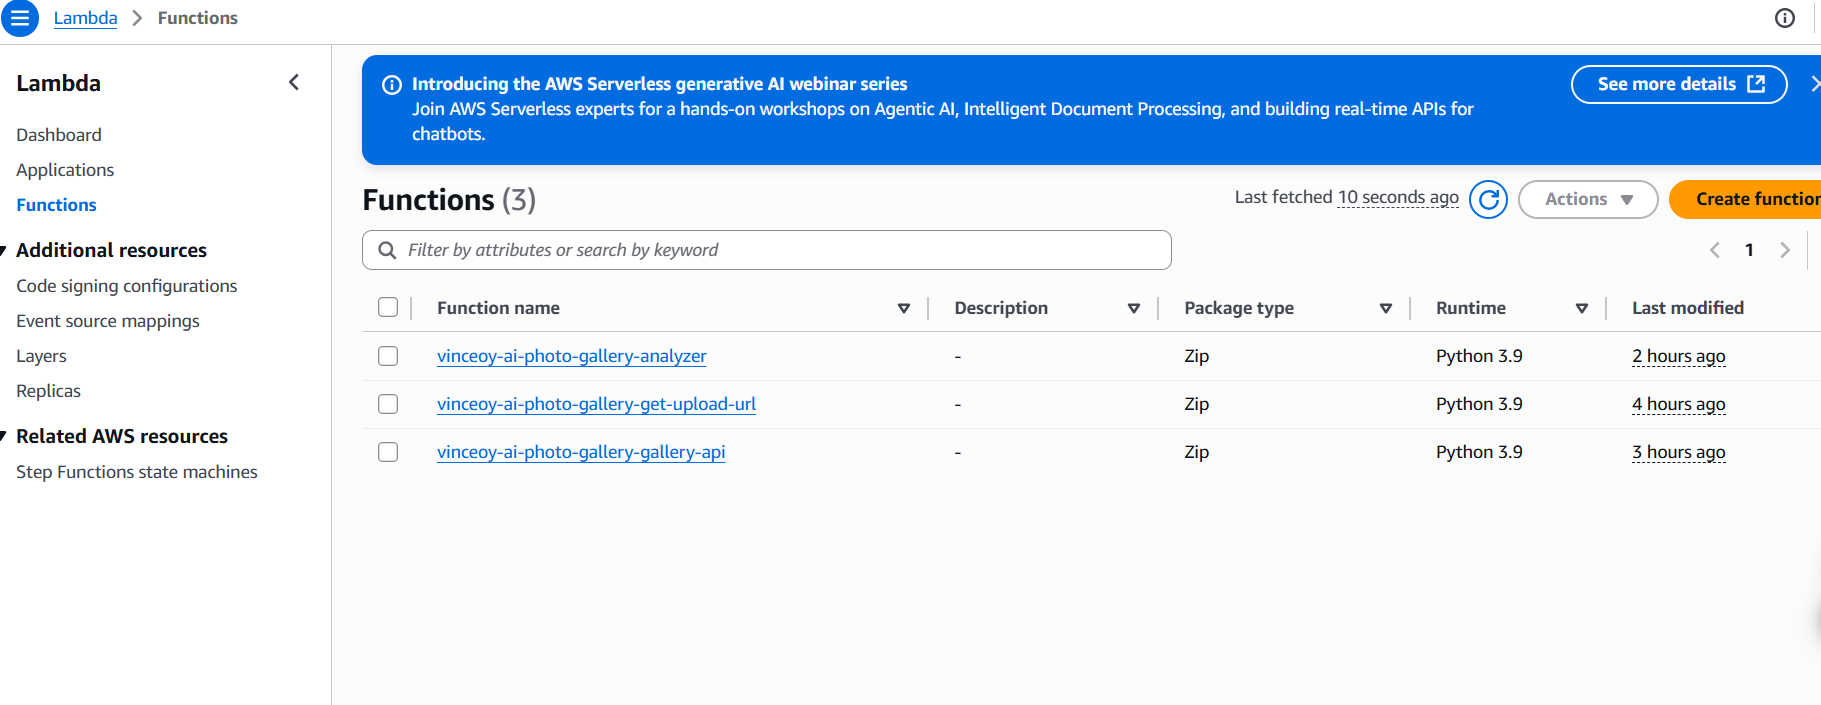 Lambda > Functions
Lambda
Dashboard
Applications
Functions
Additional resources
Code signing configurations
Event source mappings
Layers
Replicas
Related AWS resources
Step Functions state machines
Introducing the AWS Serverless generative AI webinar series
Join AWS Serverless experts for a hands-on workshops on Agentic AI, Intelligent Document Processing, and building real-time APIs for
chatbots.
See more details
Functions (3)
Last fetched 10 seconds ago
Actions
Create function
Filter by attributes or search by keyword
1
Function name Description Package type Runtime Last modified
vinceoy-ai-photo-gallery-analyzer - Zip Python 3.9 2 hours ago
vinceoy-ai-photo-gallery-get-upload-url - Zip Python 3.9 4 hours ago
vinceoy-ai-photo-gallery-gallery-api - Zip Python 3.9 3 hours ago